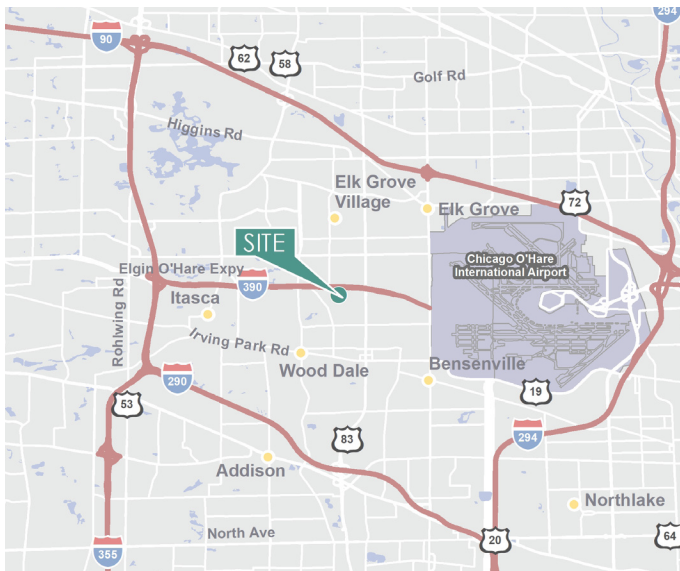 294
90
62
58
Golf Rd
Higgins Rd
Elk Grove
Village
72
Elk Grove
SITE
Chicago O'Hare
International Airport
Elgin O'Hare Expy
390
Itasca
Rohlwing Rd
Irving Park Rd
Wood Dale
Bensenville
290
19
53
83
294
Addison
Northlake
North Ave
20
64
355